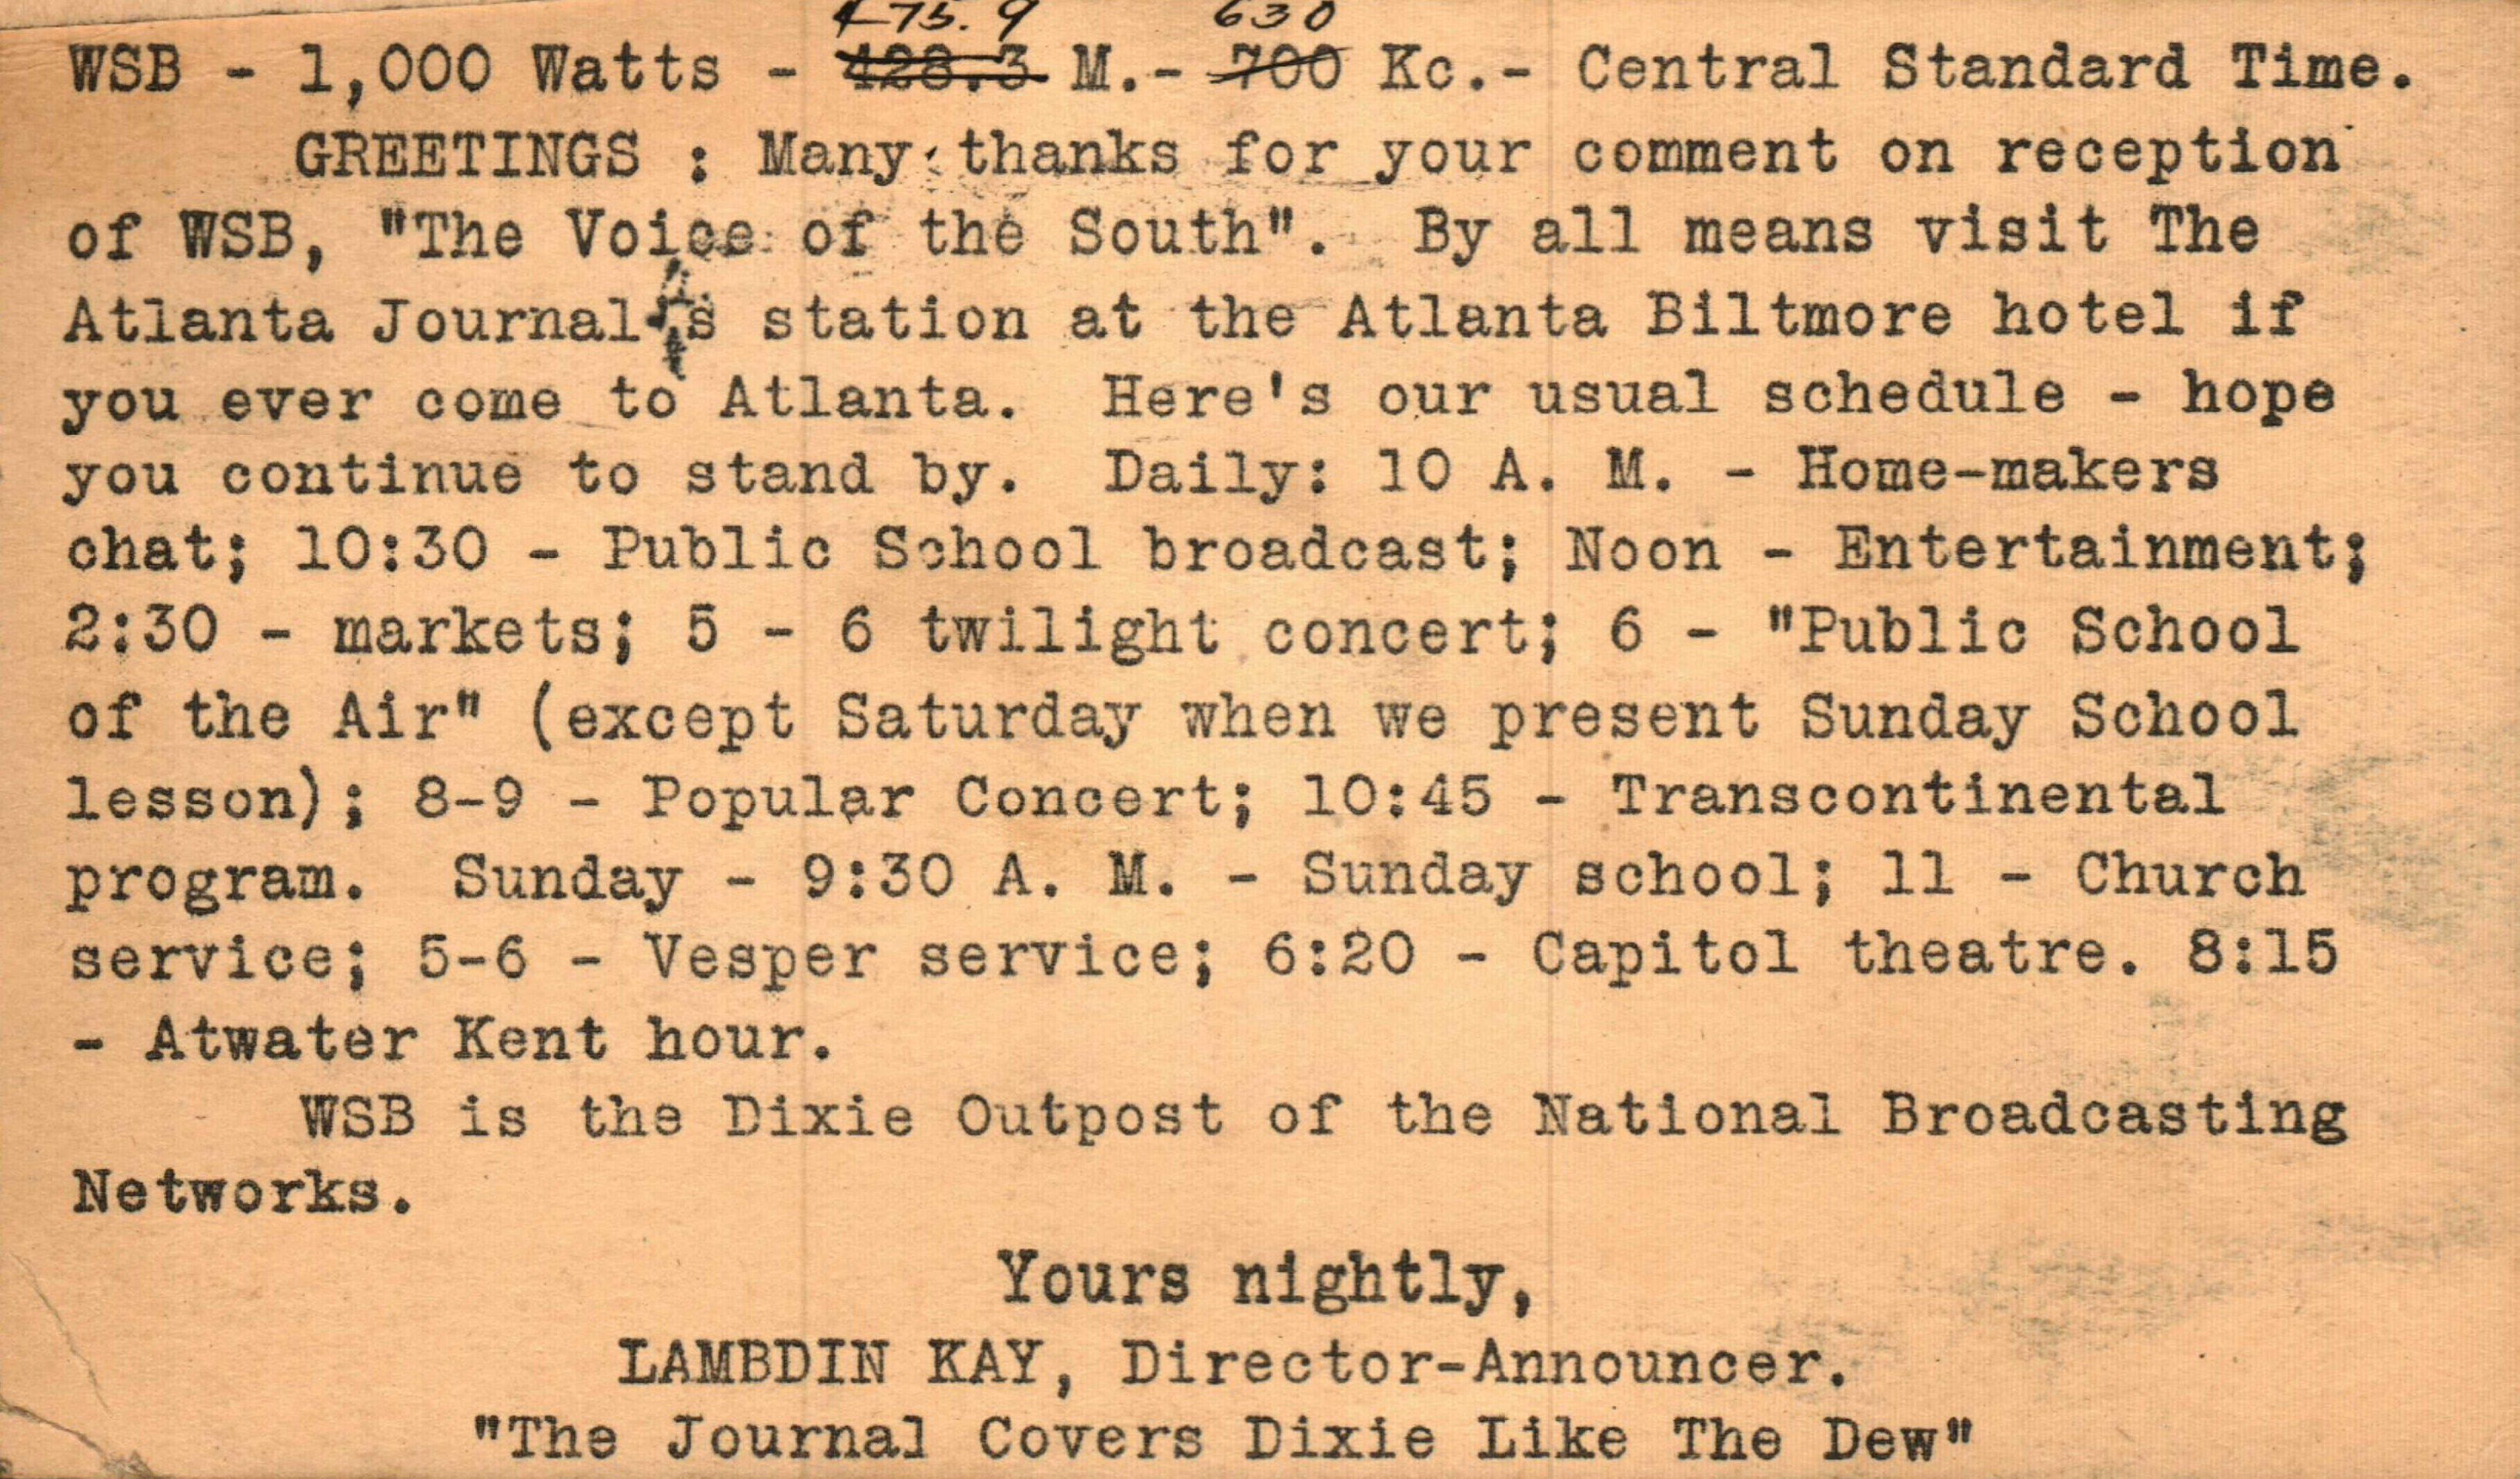 475.9 630
WSB - 1,000 Watts - 428.3 M.- 700 Kc.- Central Standard Time.
GREETINGS : Many thanks for your comment on reception
of WSB, "The Voice of the South". By all means visit The
Atlanta Journal's station at the Atlanta Biltmore hotel if
you ever come to Atlanta. Here's our usual schedule - hope
you continue to stand by. Daily: 10 A. M. - Home-makers
chat; 10:30 - Public School broadcast; Noon - Entertainment;
2:30 - markets; 5 - 6 twilight concert; 6 - "Public School
of the Air" (except Saturday when we present Sunday School
lesson); 8-9 - Popular Concert; 10:45 - Transcontinental
program. Sunday - 9:30 A. M. - Sunday school; 11 - Church
service; 5-6 - Vesper service; 6:20 - Capitol theatre. 8:15
- Atwater Kent hour.
WSB is the Dixie Outpost of the National Broadcasting
Networks.
Yours nightly,
LAMBDIN KAY, Director-Announcer.
"The Journal Covers Dixie Like The Dew"